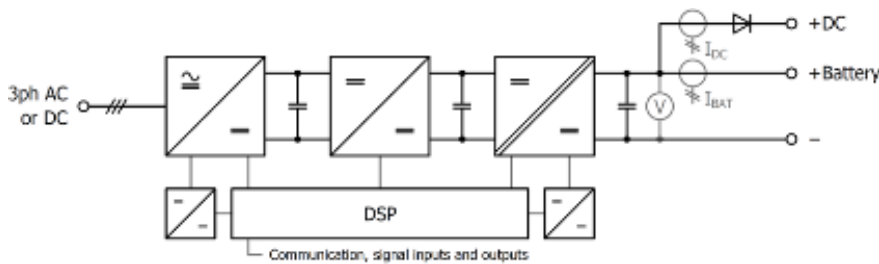 +DC
I_DC
3ph AC
or DC
+Battery
V
I_BAT
−
DSP
Communication, signal inputs and outputs